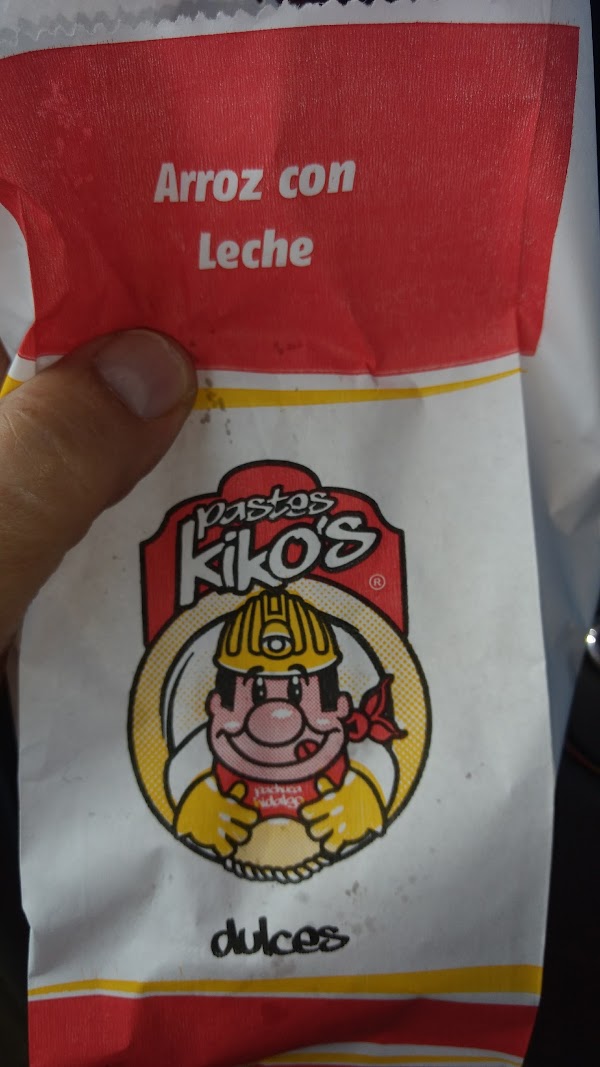 Arroz con
Leche
pastes
kiko's
®
pachuca
hidalgo
dulces